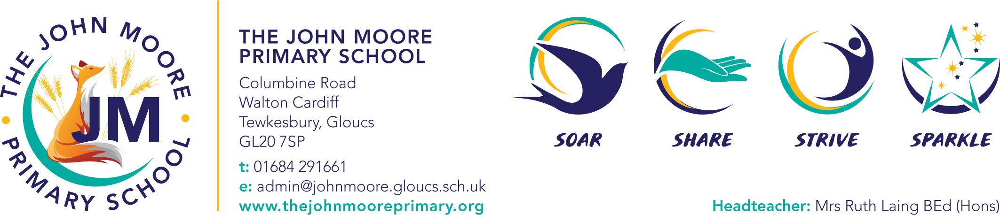 THE JOHN MOORE
PRIMARY SCHOOL
JM
THE JOHN MOORE
PRIMARY SCHOOL
Columbine Road
Walton Cardiff
Tewkesbury, Gloucs
GL20 7SP
t: 01684 291661
e: admin@johnmoore.gloucs.sch.uk
www.thejohnmooreprimary.org
SOAR
SHARE
STRIVE
SPARKLE
Headteacher: Mrs Ruth Laing BEd (Hons)